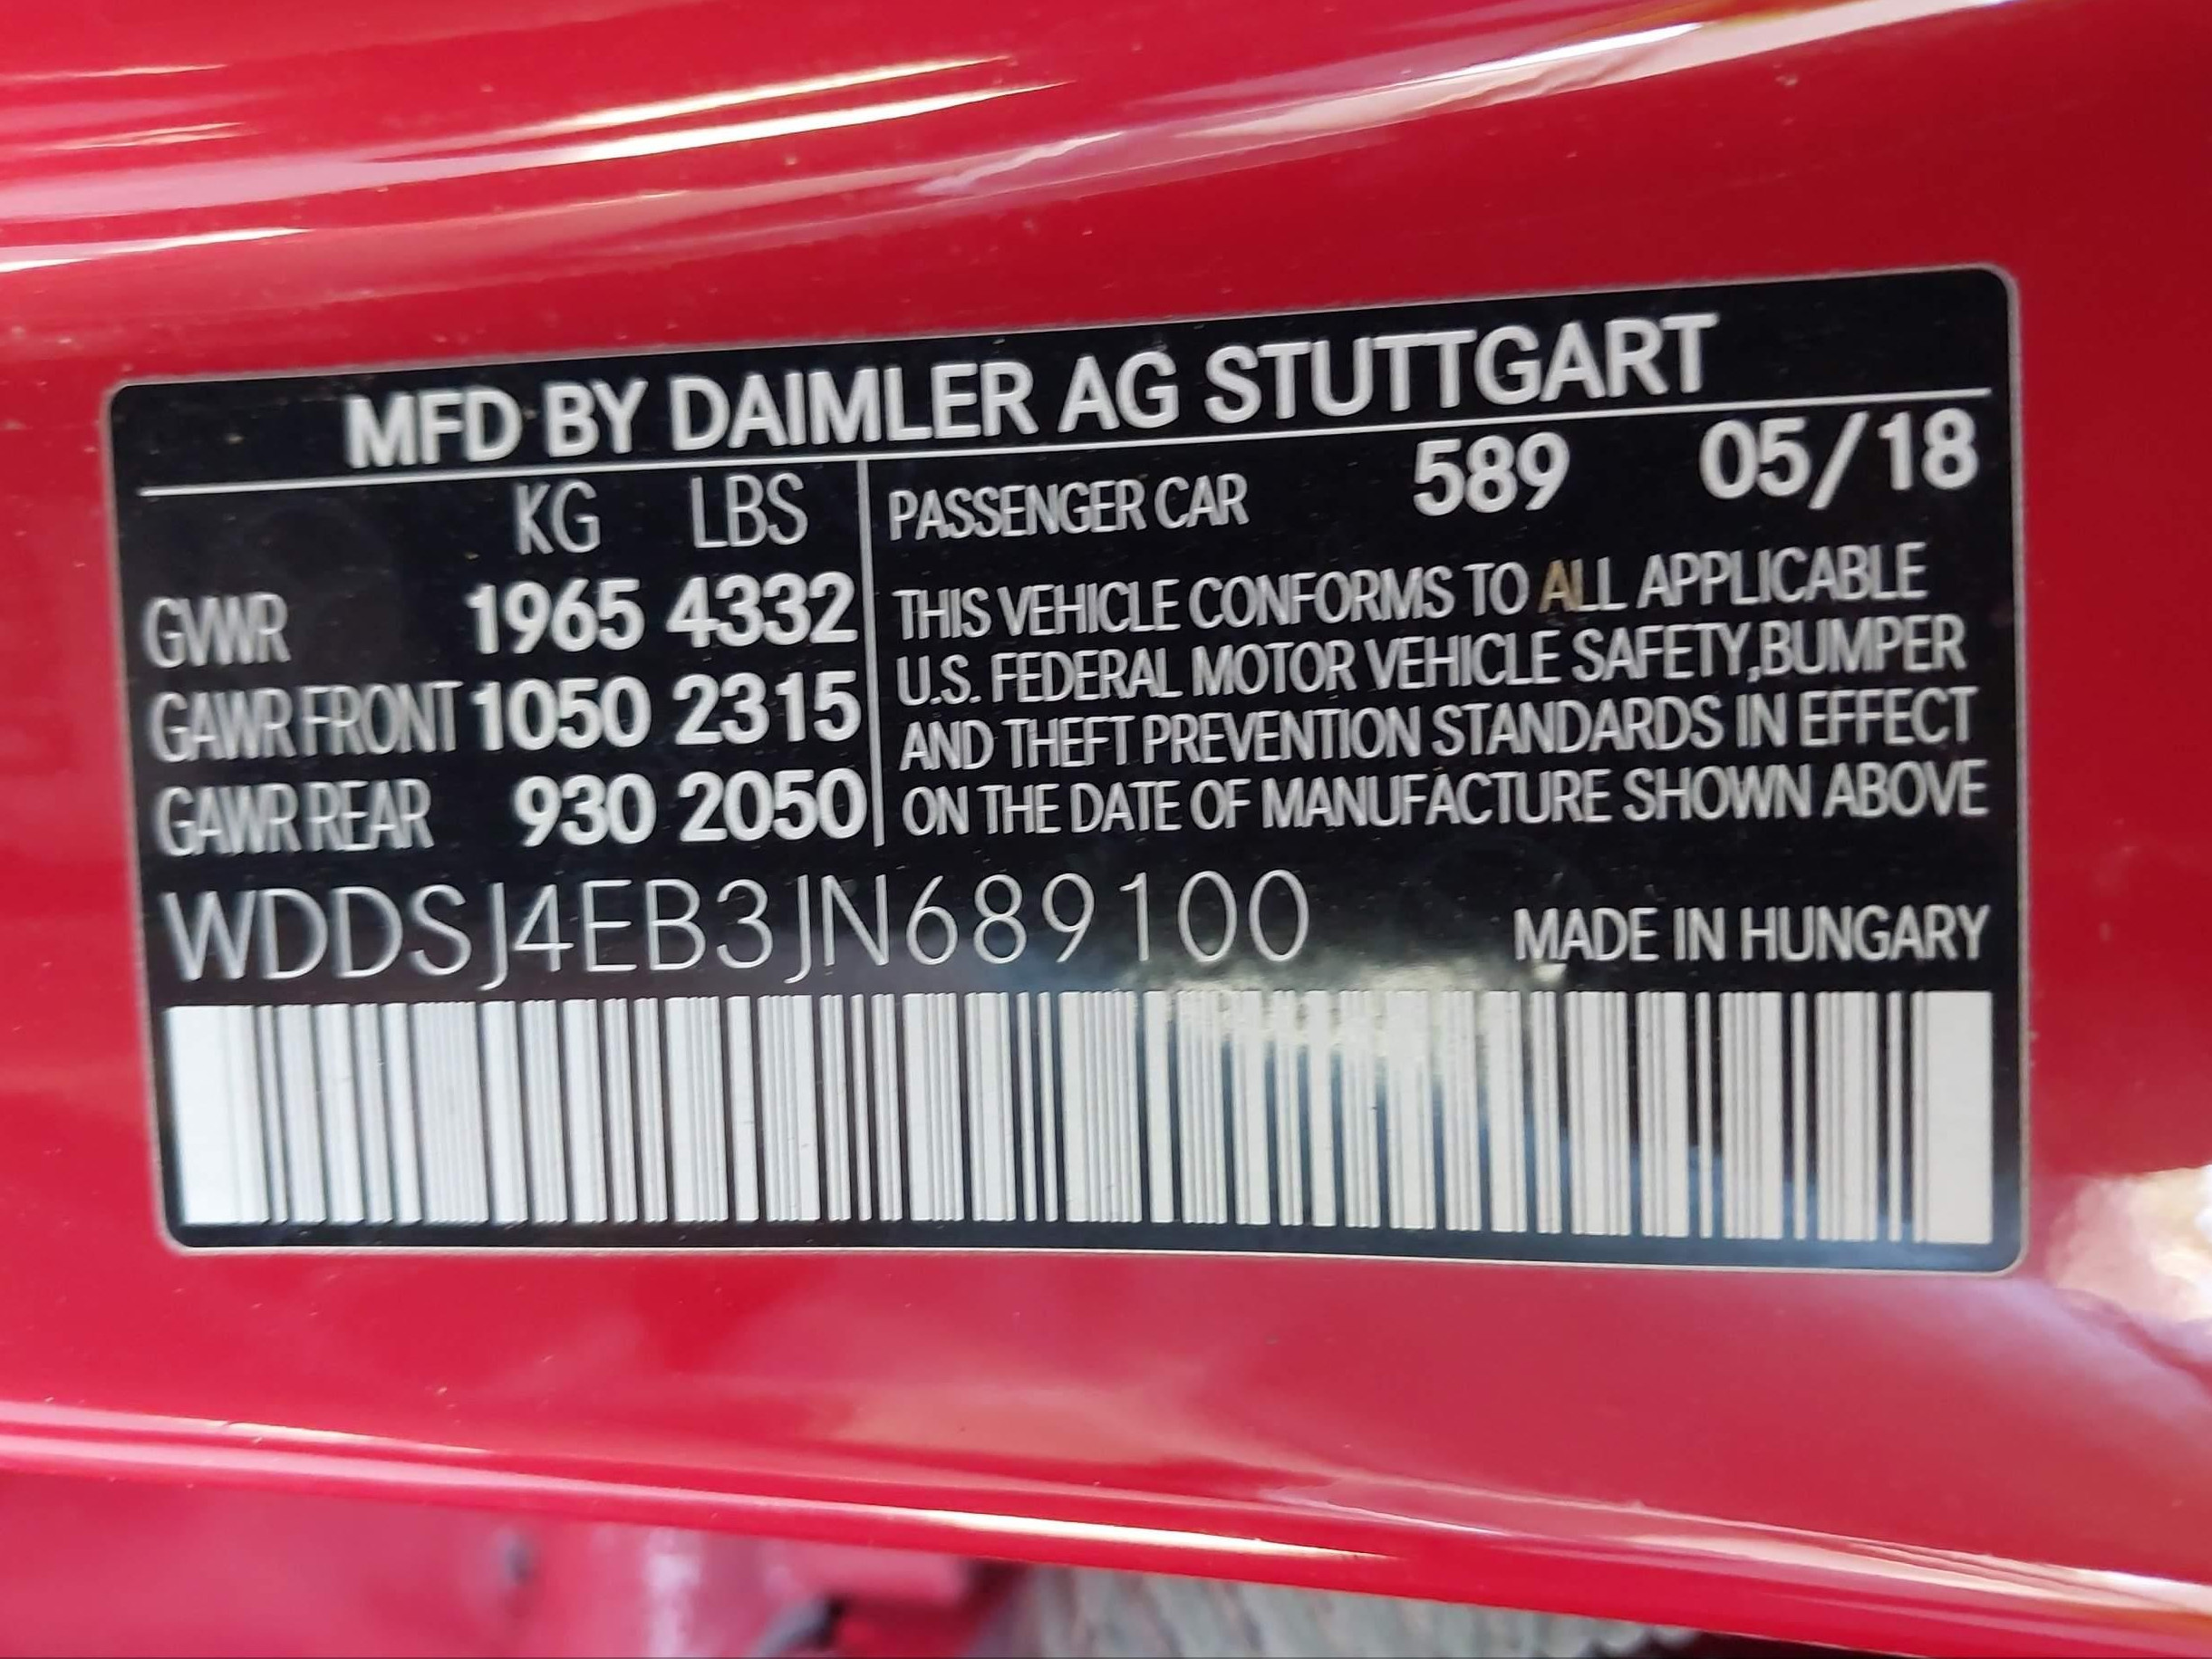 MFD BY DAIMLER AG STUTTGART
KG LBS
GVWR 1965 4332
GAWR FRONT 1050 2315
GAWR REAR 930 2050
PASSENGER CAR 589 05/18
THIS VEHICLE CONFORMS TO ALL APPLICABLE
U.S. FEDERAL MOTOR VEHICLE SAFETY,BUMPER
AND THEFT PREVENTION STANDARDS IN EFFECT
ON THE DATE OF MANUFACTURE SHOWN ABOVE
WDDSJ4EB3JN689100 MADE IN HUNGARY